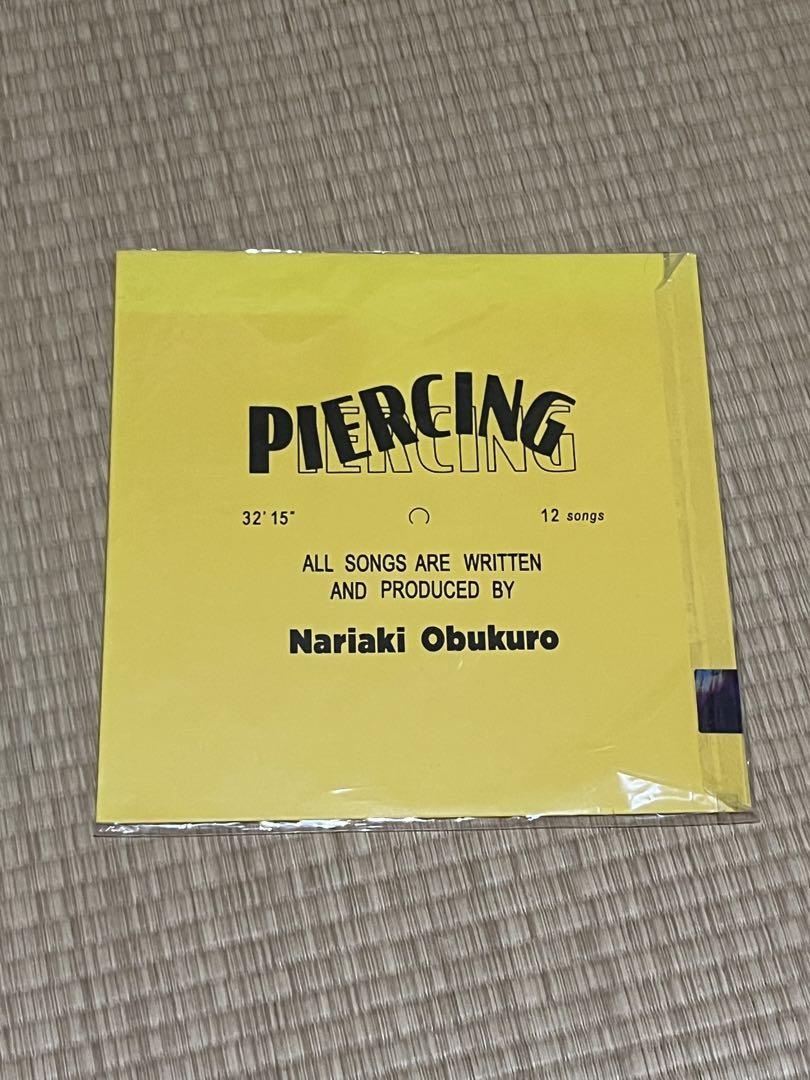 PIERCING
PIERCING
32' 15"
12 songs
ALL SONGS ARE WRITTEN
AND PRODUCED BY
Nariaki Obukuro